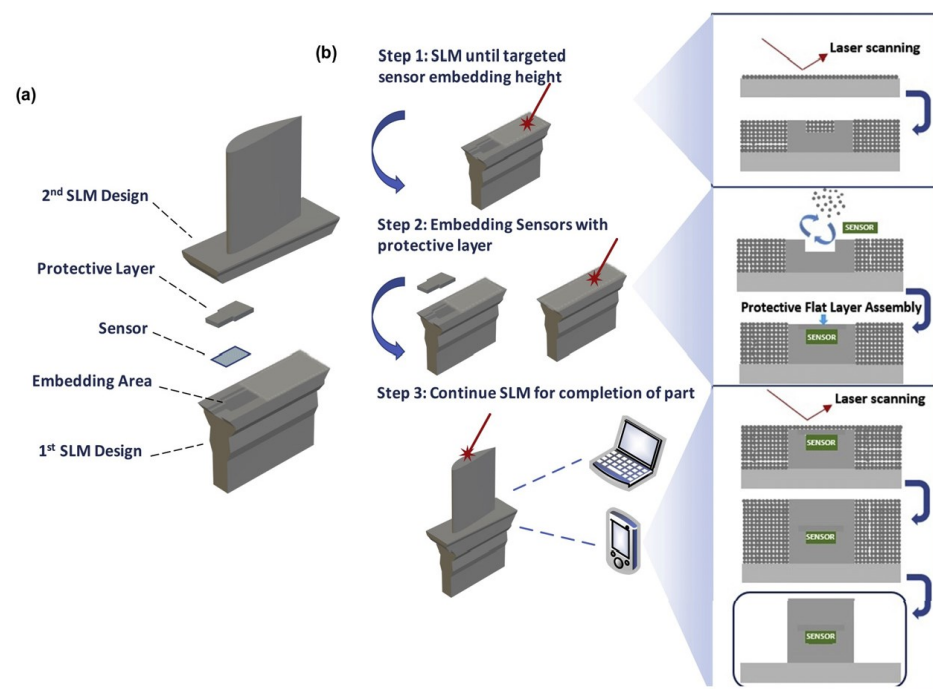 (a)
2nd SLM Design
Protective Layer
Sensor
Embedding Area
1st SLM Design
(b)
Step 1: SLM until targeted
sensor embedding height
Step 2: Embedding Sensors with
protective layer
Step 3: Continue SLM for completion of part
Laser scanning
SENSOR
Protective Flat Layer Assembly
SENSOR
Laser scanning
SENSOR
SENSOR
SENSOR